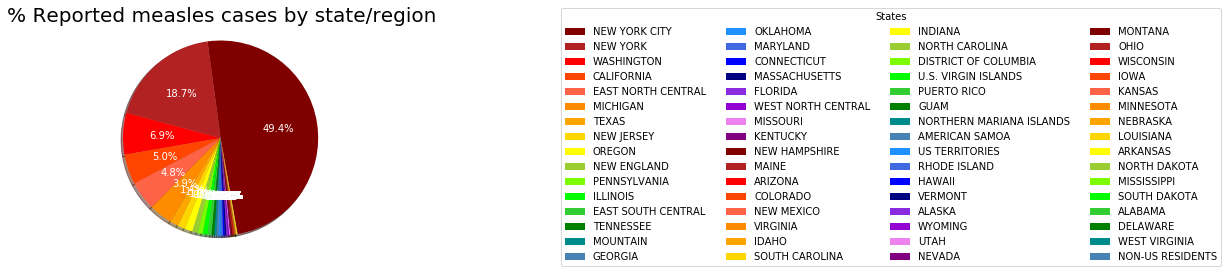 % Reported measles cases by state/region
49.4%
18.7%
6.9%
5.0%
4.8%
3.9%
States
NEW YORK CITY
NEW YORK
WASHINGTON
CALIFORNIA
EAST NORTH CENTRAL
MICHIGAN
TEXAS
NEW JERSEY
OREGON
NEW ENGLAND
PENNSYLVANIA
ILLINOIS
EAST SOUTH CENTRAL
TENNESSEE
MOUNTAIN
GEORGIA
OKLAHOMA
MARYLAND
CONNECTICUT
MASSACHUSETTS
FLORIDA
WEST NORTH CENTRAL
MISSOURI
KENTUCKY
NEW HAMPSHIRE
MAINE
ARIZONA
COLORADO
NEW MEXICO
VIRGINIA
IDAHO
SOUTH CAROLINA
INDIANA
NORTH CAROLINA
DISTRICT OF COLUMBIA
U.S. VIRGIN ISLANDS
PUERTO RICO
GUAM
NORTHERN MARIANA ISLANDS
AMERICAN SAMOA
US TERRITORIES
RHODE ISLAND
HAWAII
VERMONT
ALASKA
WYOMING
UTAH
NEVADA
MONTANA
OHIO
WISCONSIN
IOWA
KANSAS
MINNESOTA
NEBRASKA
LOUISIANA
ARKANSAS
NORTH DAKOTA
MISSISSIPPI
SOUTH DAKOTA
ALABAMA
DELAWARE
WEST VIRGINIA
NON-US RESIDENTS